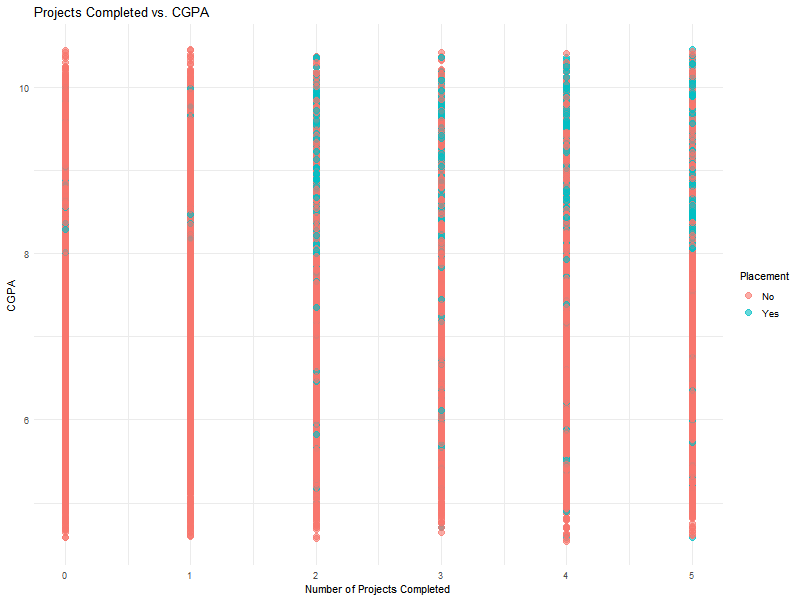 Projects Completed vs. CGPA
10
8
6
CGPA
0 1 2 3 4 5
Number of Projects Completed
Placement
No
Yes